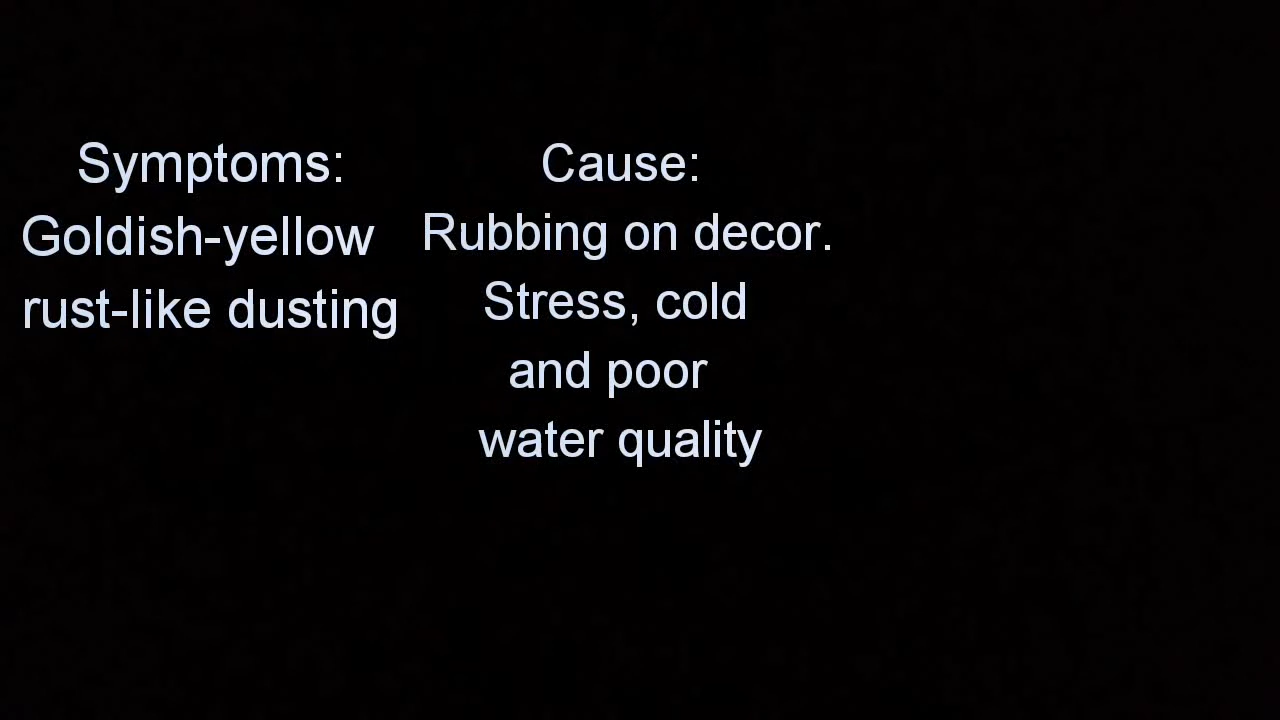 Symptoms:
Goldish-yellow
rust-like dusting
Cause:
Rubbing on decor.
Stress, cold
and poor
water quality